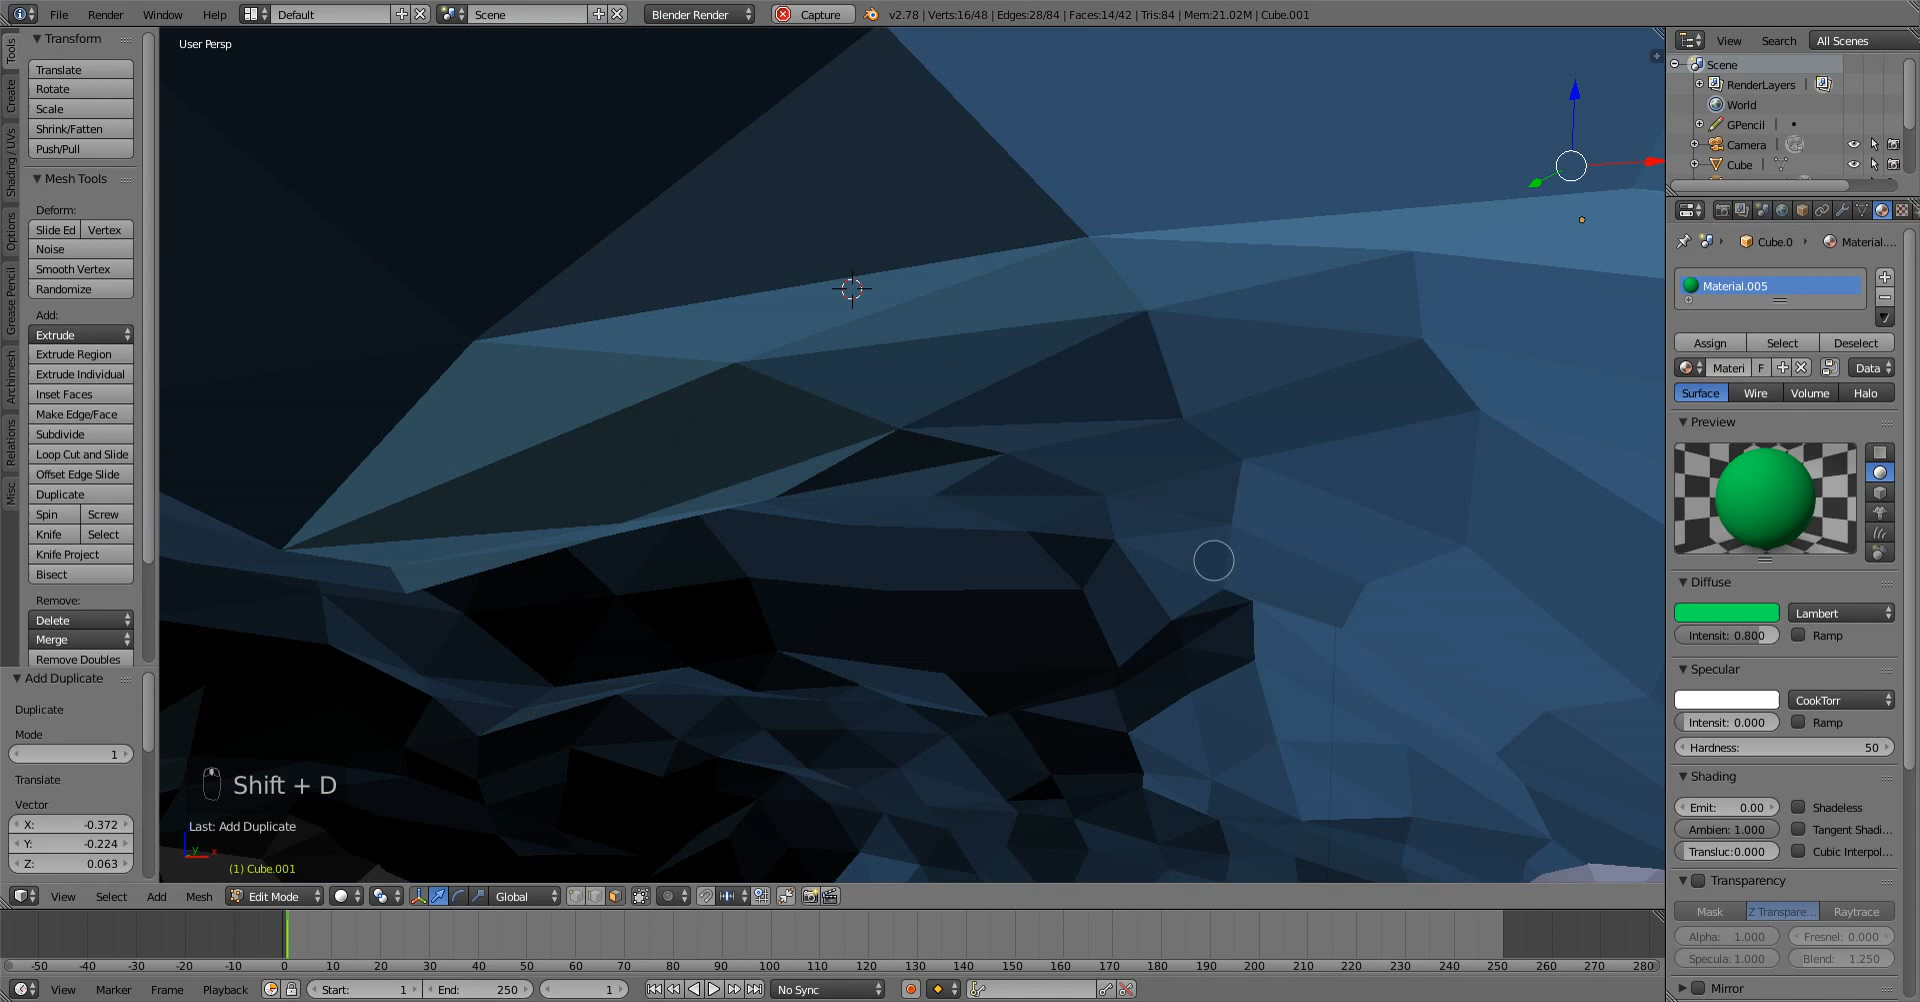 File Render Window Help Default Scene Blender Render Capture v2.78 | Verts:16/48 | Edges:28/84 | Faces:14/42 | Tris:84 | Mem:21.02M | Cube.001
Tools
Create
Shading / UVs
Options
Grease Pencil
Archimesh
Relations
Misc
Transform
Translate
Rotate
Scale
Shrink/Fatten
Push/Pull
Mesh Tools
Deform:
Slide Ed Vertex
Noise
Smooth Vertex
Randomize
Add:
Extrude
Extrude Region
Extrude Individual
Inset Faces
Make Edge/Face
Subdivide
Loop Cut and Slide
Offset Edge Slide
Duplicate
Spin Screw
Knife Select
Knife Project
Bisect
Remove:
Delete
Merge
Remove Doubles
Add Duplicate
Duplicate
Mode
1
Translate
Vector
X: -0.372
Y: -0.224
Z: 0.063
User Persp
Shift + D
Last: Add Duplicate
y x
(1) Cube.001
View Search All Scenes
Scene
RenderLayers |
World
GPencil |
Camera |
Cube |
Cube.0 Material....
Material.005
Assign Select Deselect
Materi F Data
Surface Wire Volume Halo
Preview
Diffuse
Lambert
Intensit: 0.800 Ramp
Specular
CookTorr
Intensit: 0.000 Ramp
Hardness: 50
Shading
Emit: 0.00 Shadeless
Ambien: 1.000 Tangent Shadi...
Transluc:0.000 Cubic Interpol...
Transparency
Mask Z Transpare... Raytrace
Alpha: 1.000 Fresnel: 0.000
Specula: 1.000 Blend: 1.250
Mirror
View Select Add Mesh Edit Mode Global
-50 -40 -30 -20 -10 0 10 20 30 40 50 60 70 80 90 100 110 120 130 140 150 160 170 180 190 200 210 220 230 240 250 260 270 280
View Marker Frame Playback Start: 1 End: 250 1 No Sync